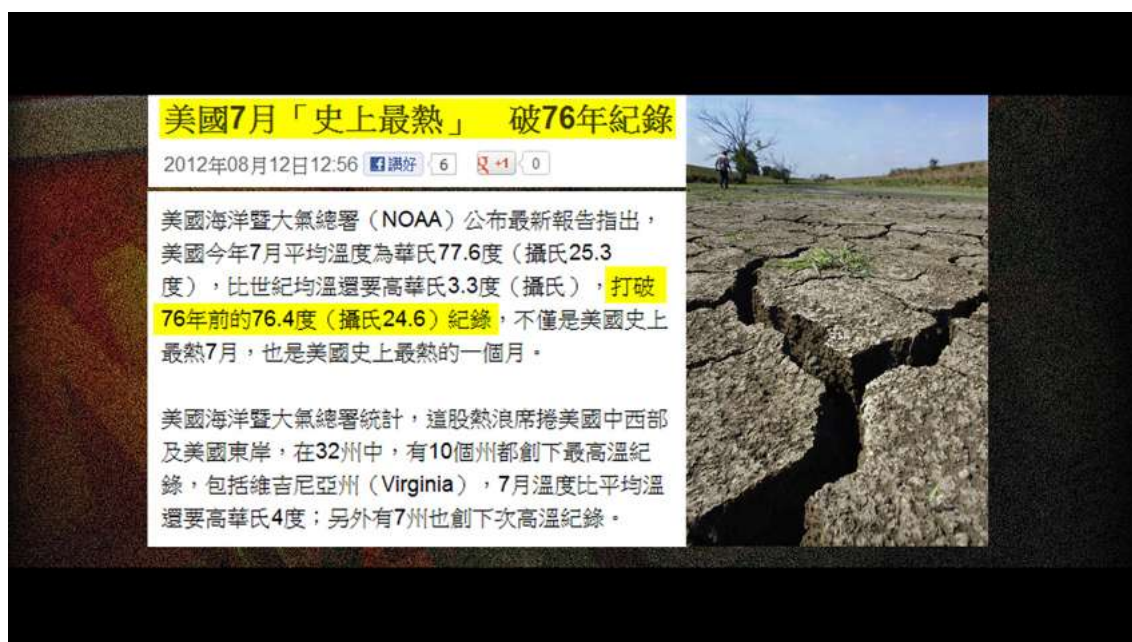 美國7月「史上最熱」 破76年紀錄
2012年08月12日12:56 讚好 6 +1 0
美國海洋暨大氣總署（NOAA）公布最新報告指出，
美國今年7月平均溫度為華氏77.6度（攝氏25.3
度），比世紀均溫還要高華氏3.3度（攝氏），打破
76年前的76.4度（攝氏24.6）紀錄，不僅是美國史上
最熱7月，也是美國史上最熱的一個月。
美國海洋暨大氣總署統計，這股熱浪席捲美國中西部
及美國東岸，在32州中，有10個州都創下最高溫紀
錄，包括維吉尼亞州（Virginia），7月溫度比平均溫
還要高華氏4度；另外有7州也創下次高溫紀錄。